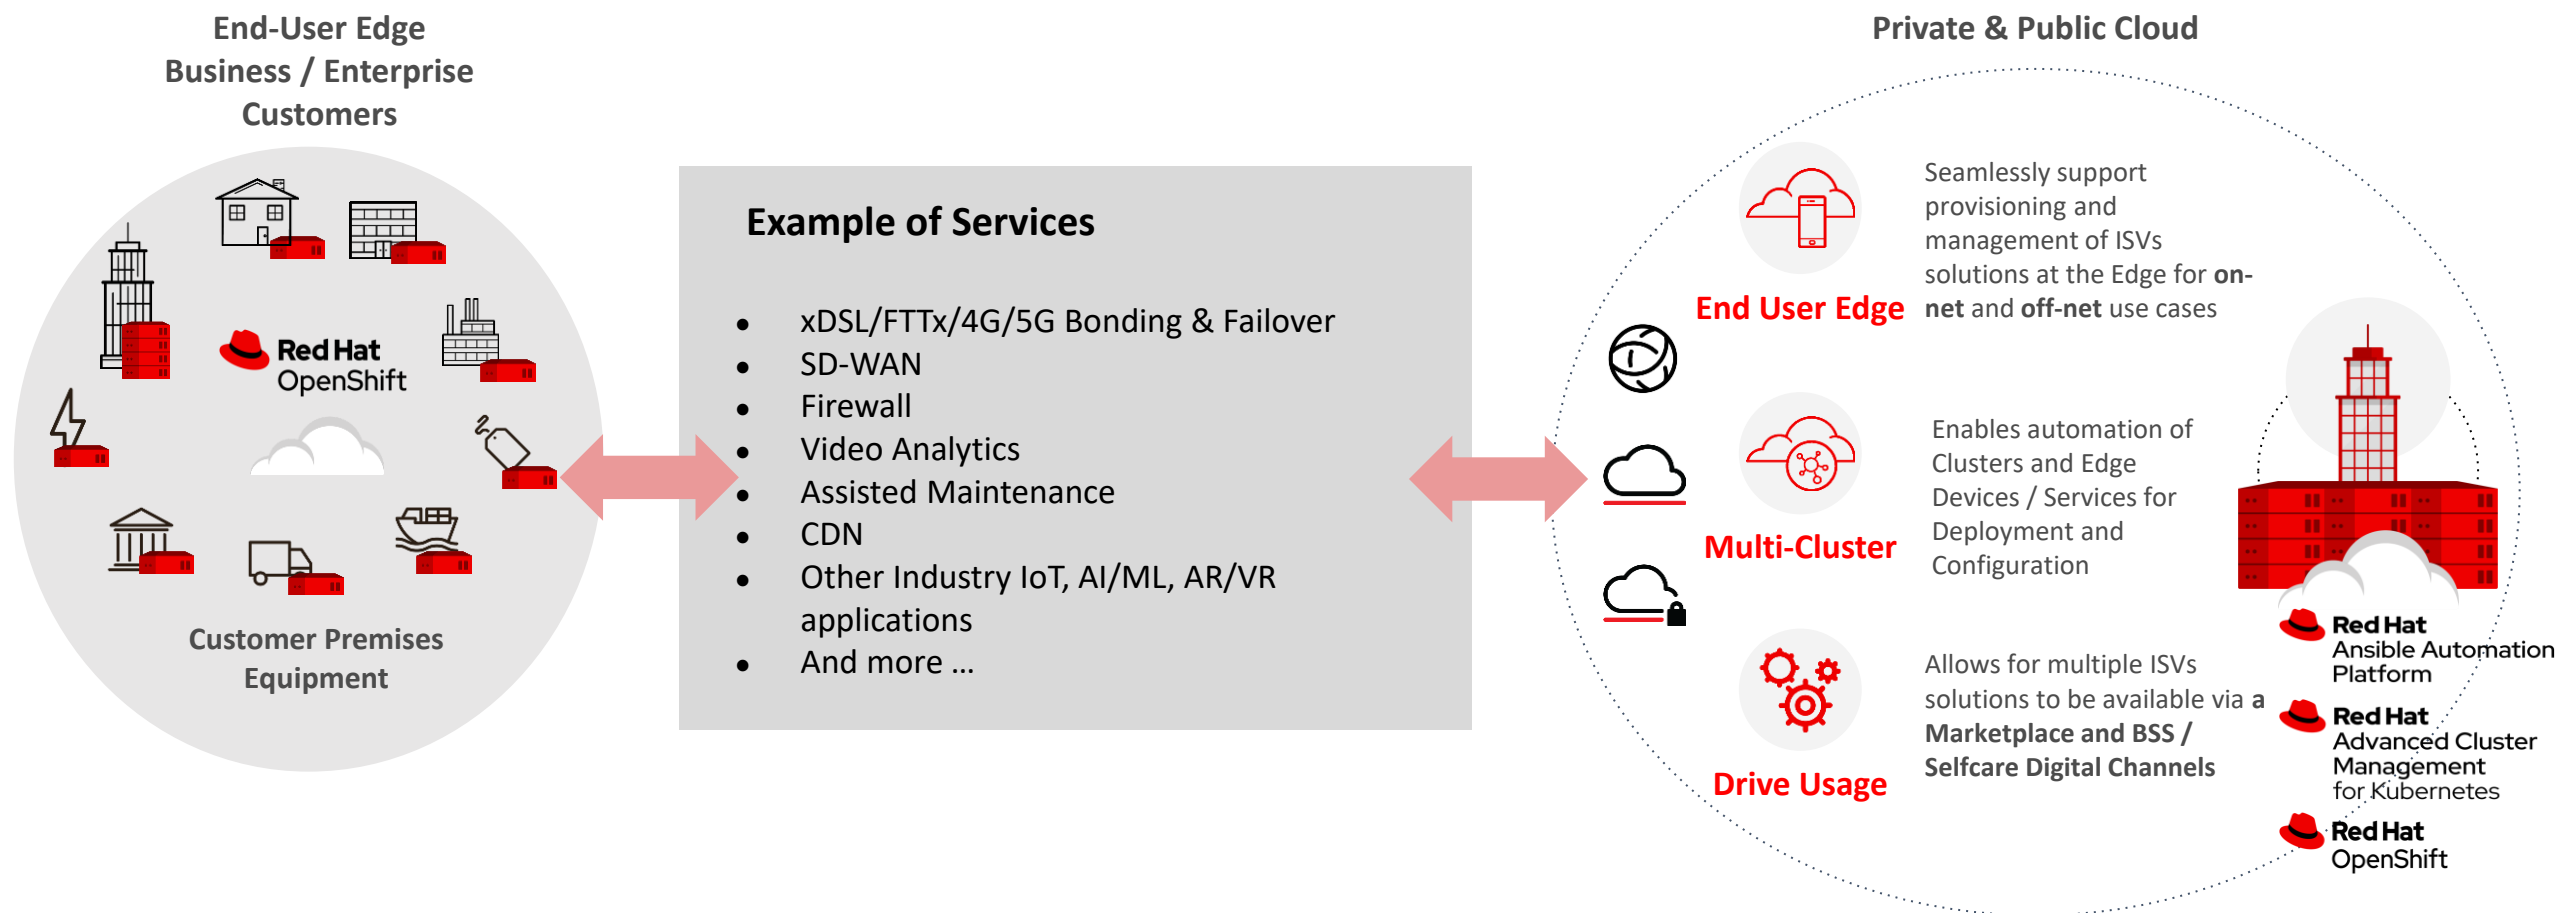 End-User Edge
Business / Enterprise
Customers
Red Hat
OpenShift
Customer Premises
Equipment
Example of Services
● xDSL/FTTx/4G/5G Bonding & Failover
● SD-WAN
● Firewall
● Video Analytics
● Assisted Maintenance
● CDN
● Other Industry IoT, AI/ML, AR/VR
applications
● And more ...
Private & Public Cloud
End User Edge
Seamlessly support
provisioning and
management of ISVs
solutions at the Edge for on-
net and off-net use cases
Multi-Cluster
Enables automation of
Clusters and Edge
Devices / Services for
Deployment and
Configuration
Drive Usage
Allows for multiple ISVs
solutions to be available via a
Marketplace and BSS /
Selfcare Digital Channels
Red Hat
Ansible Automation
Platform
Red Hat
Advanced Cluster
Management
for Kubernetes
Red Hat
OpenShift